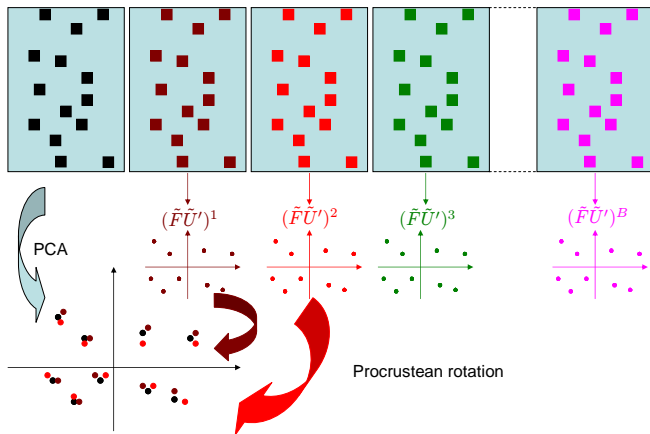 (F̃Ũ′)¹ (F̃Ũ′)² (F̃Ũ′)³ (F̃Ũ′)ᴮ
PCA
Procrustean rotation